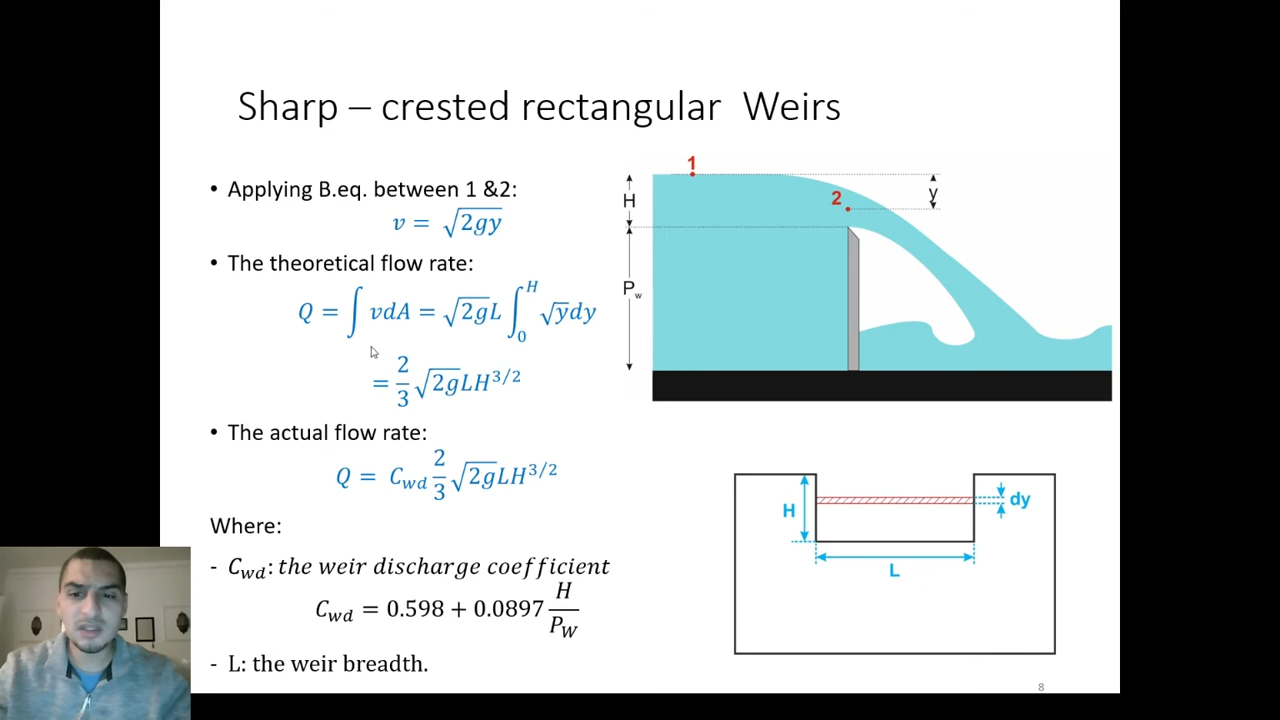 Sharp – crested rectangular Weirs
• Applying B.eq. between 1 &2:
v = √2gy
• The theoretical flow rate:
Q = ∫ vdA = √2g L ∫₀ᴴ √y dy
= 2/3 √2g LH^3/2
• The actual flow rate:
Q = C_wd 2/3 √2g LH^3/2
Where:
- C_wd: the weir discharge coefficient
C_wd = 0.598 + 0.0897 H/P_W
- L: the weir breadth.
1
H
2
y
P_w
H
dy
L
8